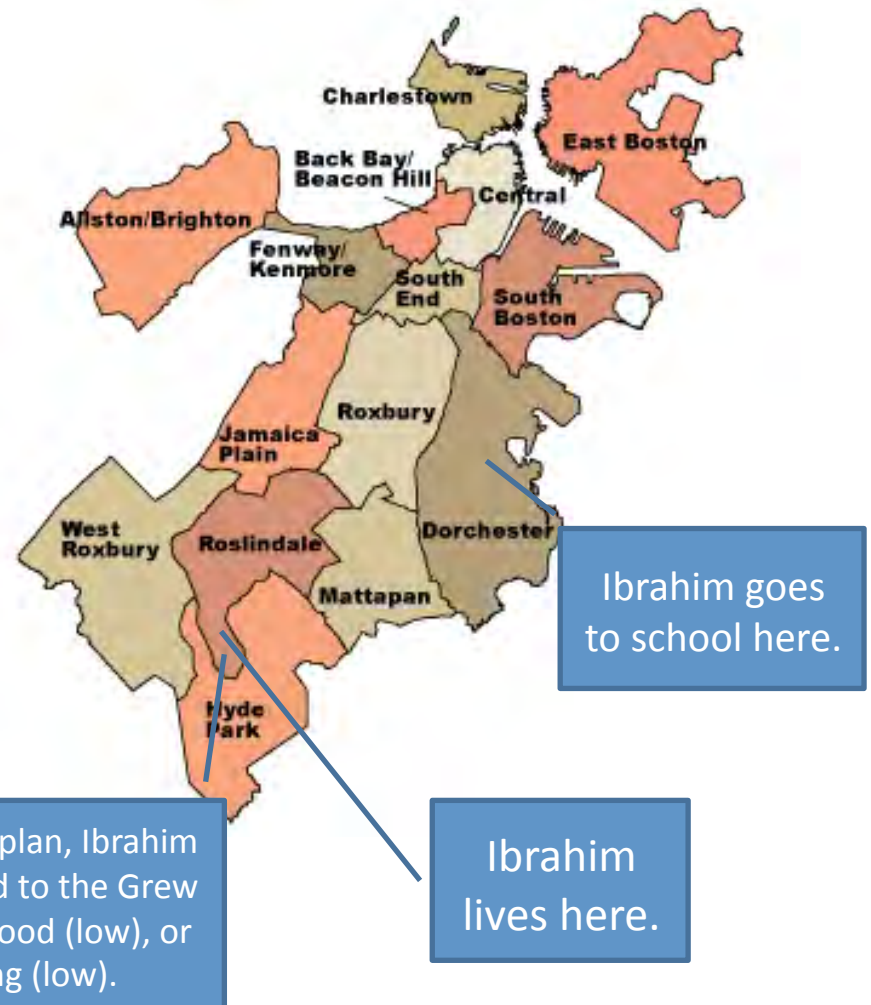 Charlestown
East Boston
Back Bay/
Beacon Hill
Central
Allston/Brighton
Fenway/
Kenmore
South
End
South
Boston
Roxbury
Jamaica
Plain
West
Roxbury
Roslindale
Dorchester
Mattapan
Hyde
Park
Ibrahim goes
to school here.
Ibrahim
lives here.
plan, Ibrahim
d to the Grew
ood (low), or
g (low).